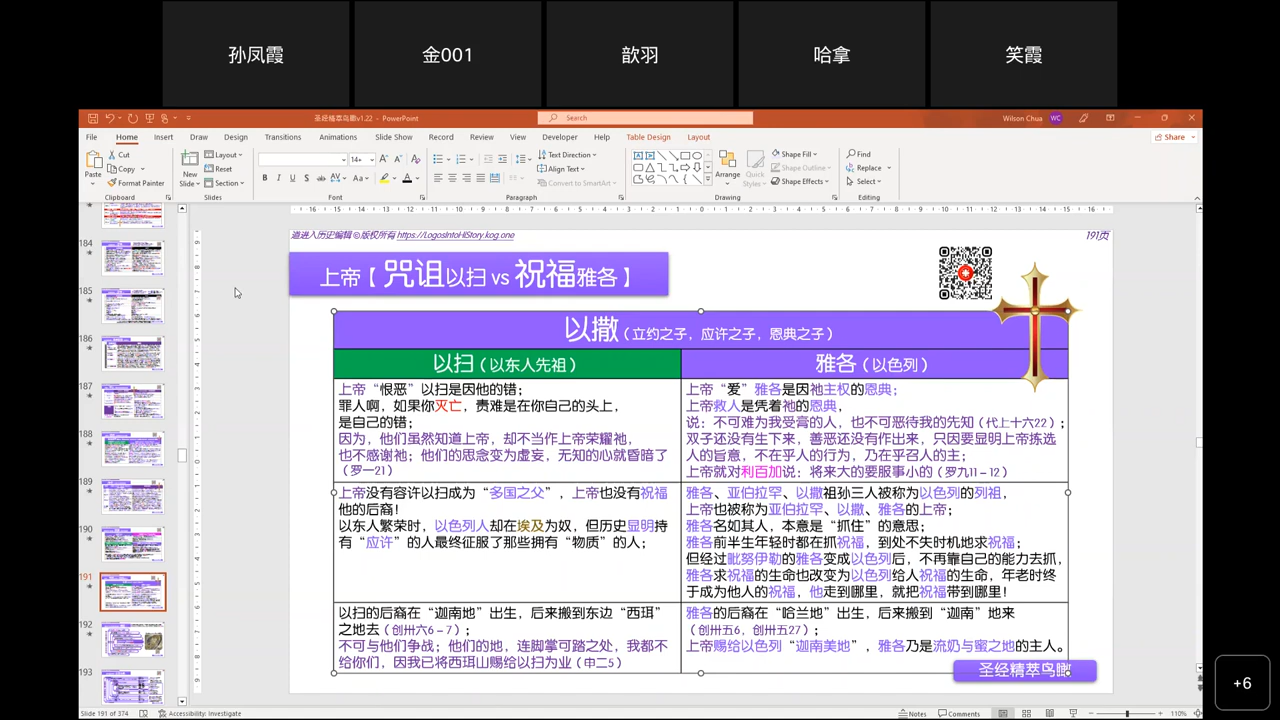 孙凤霞
金001
歆羽
哈拿
笑霞
圣经精萃鸟瞰v1.22 - PowerPoint
Search
Wilson Chua
WC
File
Home
Insert
Draw
Design
Transitions
Animations
Slide Show
Record
Review
View
Developer
Help
Table Design
Layout
Share
Paste
Cut
Copy
Format Painter
Clipboard
New Slide
Layout
Reset
Section
Slides
14+
Font
Text Direction
Align Text
Convert to SmartArt
Paragraph
Arrange
Quick Styles
Shape Fill
Shape Outline
Shape Effects
Drawing
Find
Replace
Select
Editing
184
185
186
187
188
189
190
191
192
193
道进入历史编辑©版权所有 https://LogosIntoHiStory.kog.one
191页
上帝【咒诅以扫 vs 祝福雅各】
以撒（立约之子，应许之子，恩典之子）
以扫（以东人先祖）
雅各（以色列）
上帝“恨恶”以扫是因他的错；
罪人啊，如果你灭亡，责难是在你自己的头上，
是自己的错；
因为，他们虽然知道上帝，却不当作上帝荣耀祂，
也不感谢祂；他们的思念变为虚妄，无知的心就昏暗了
（罗一21）
上帝“爱”雅各是因祂主权的恩典；
上帝救人是凭着祂的恩典，
说：不可难为我受膏的人，也不可恶待我的先知（代上十六22）；
双子还没有生下来，善恶还没有作出来，只因要显明上帝拣选
人的旨意，不在乎人的行为，乃在乎召人的主；
上帝就对利百加说；将来大的要服事小的（罗九11–12）
上帝没有容许以扫成为“多国之父”，上帝也没有祝福
他的后裔！
以东人繁荣时，以色列人却在埃及为奴，但历史显明持
有“应许”的人最终征服了那些拥有“物质”的人；
雅各、亚伯拉罕、以撒祖孙三人被称为以色列的列祖，
上帝也被称为亚伯拉罕、以撒、雅各的上帝；
雅各名如其人，本意是“抓住”的意思；
雅各前半生年轻时都在抓祝福，到处不失时机地求祝福；
但经过毗努伊勒的雅各变成以色列后，不再靠自己的能力去抓，
雅各求祝福的生命也改变为以色列给人祝福的生命，年老时终
于成为他人的祝福，他走到哪里，就把祝福带到哪里！
以扫的后裔在“迦南地”出生，后来搬到东边“西珥”
之地去（创卅六6–7）；
不可与他们争战；他们的地，连脚掌可踏之处，我都不
给你们，因我已将西珥山赐给以扫为业（申二5）
雅各的后裔在“哈兰地”出生，后来搬到“迦南”地来
（创卅五6，创卅五27）；
上帝赐给以色列“迦南美地”，雅各乃是流奶与蜜之地的主人。
圣经精萃鸟瞰
+6
Slide 191 of 374
Accessibility: Investigate
Notes
Comments
110%